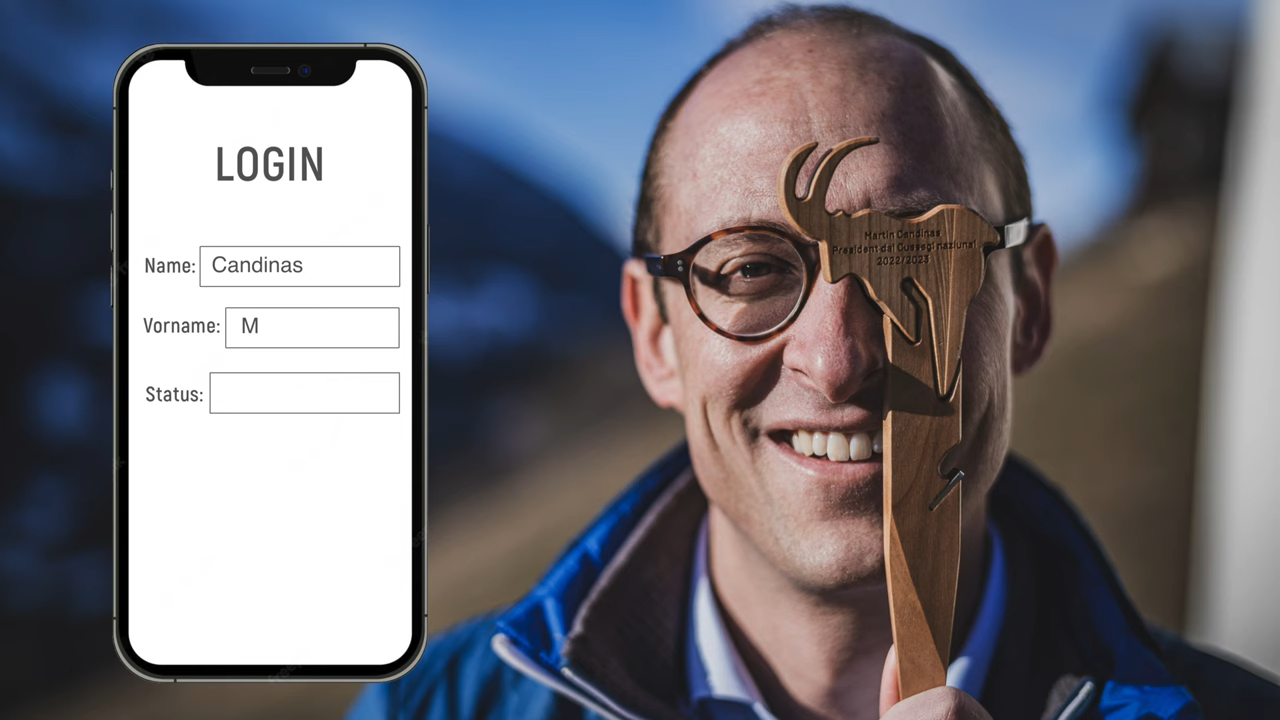 LOGIN
Name: Candinas
Vorname: M
Status:
Martin Candinas
President dal Cussegl naziunal
2022/2023